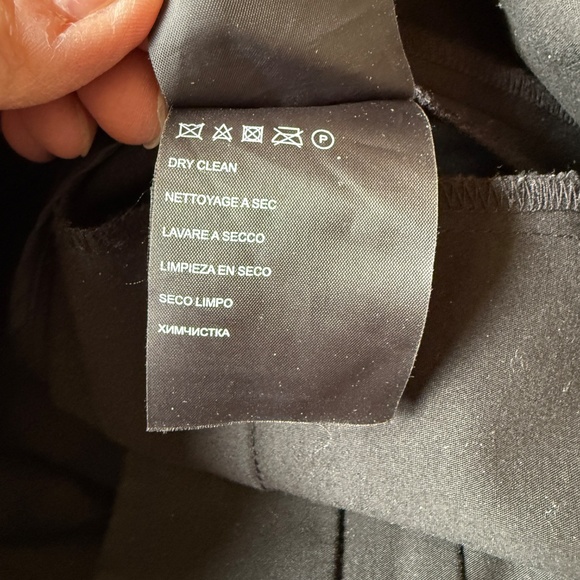 P
DRY CLEAN
NETTOYAGE A SEC
LAVARE A SECCO
LIMPIEZA EN SECO
SECO LIMPO
ХИМЧИСТКА